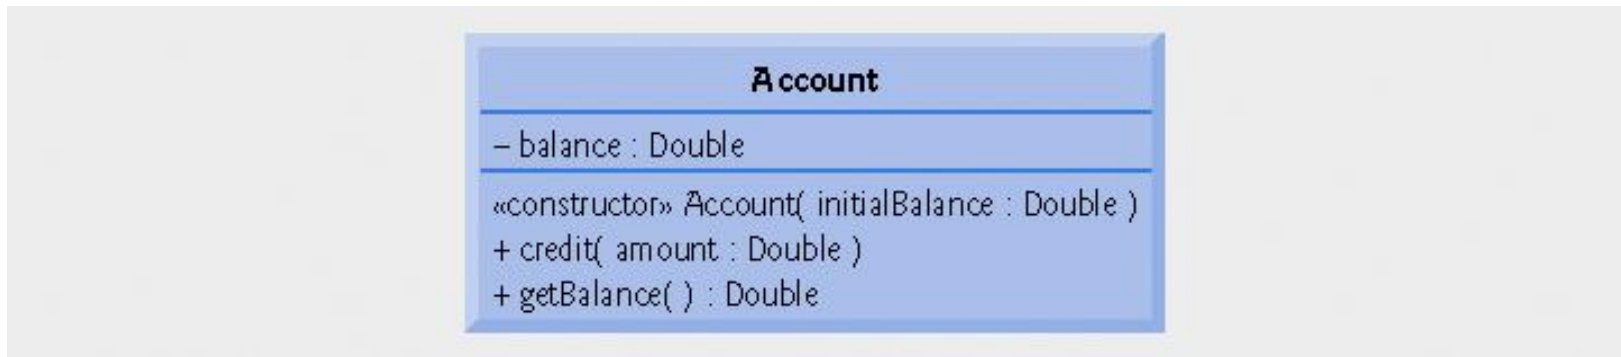 Account
– balance : Double
«constructor» Account( initialBalance : Double )
+ credit( amount : Double )
+ getBalance( ) : Double